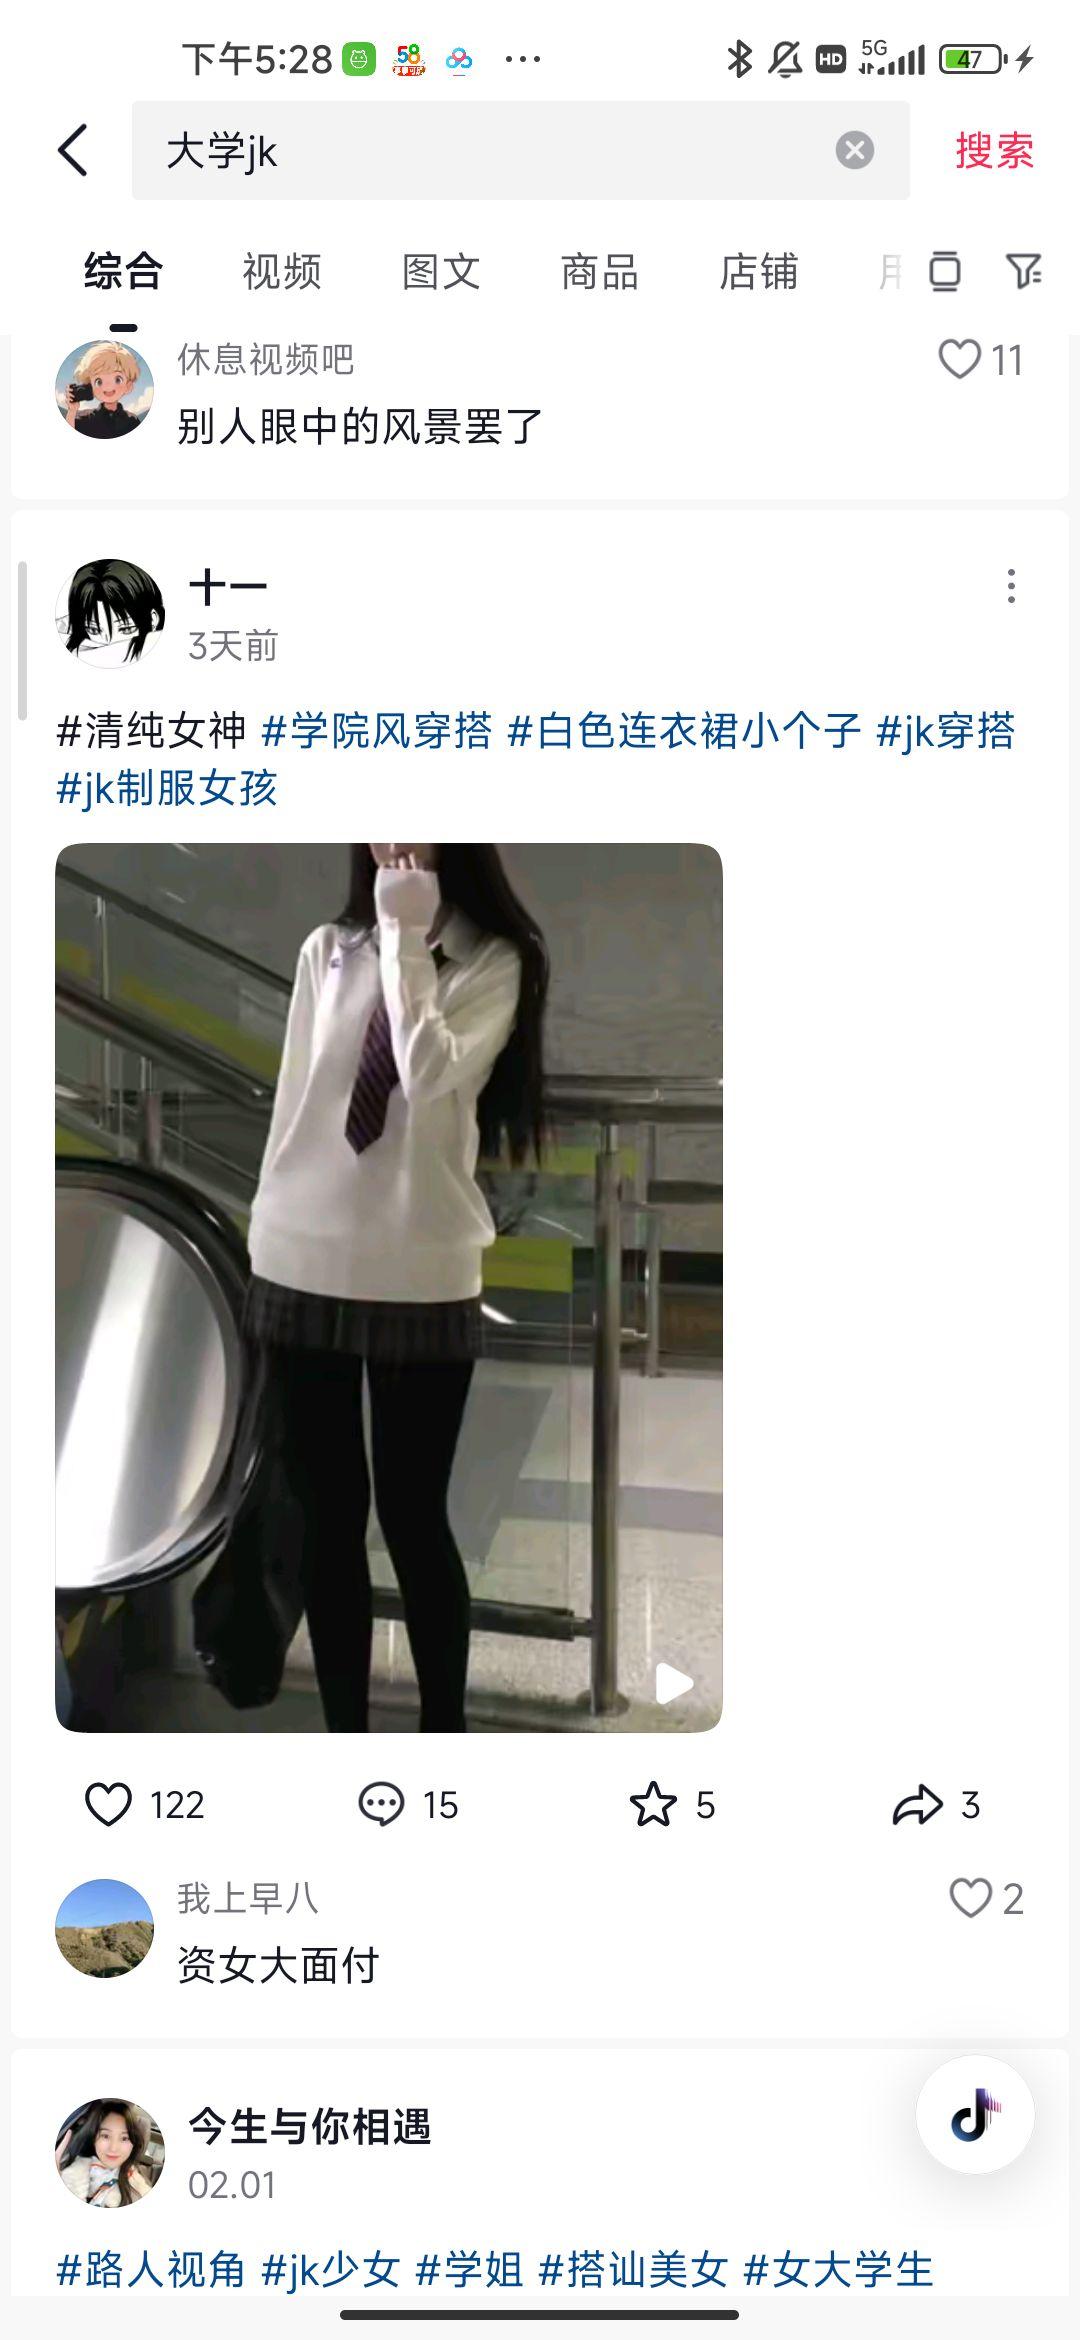 下午5:28
58
HD
5G
47
大学jk
搜索
综合
视频
图文
商品
店铺
休息视频吧
11
别人眼中的风景罢了
十一
3天前
#清纯女神 #学院风穿搭 #白色连衣裙小个子 #jk穿搭
#jk制服女孩
122
15
5
3
我上早八
2
资女大面付
今生与你相遇
02.01
#路人视角 #jk少女 #学姐 #搭讪美女 #女大学生